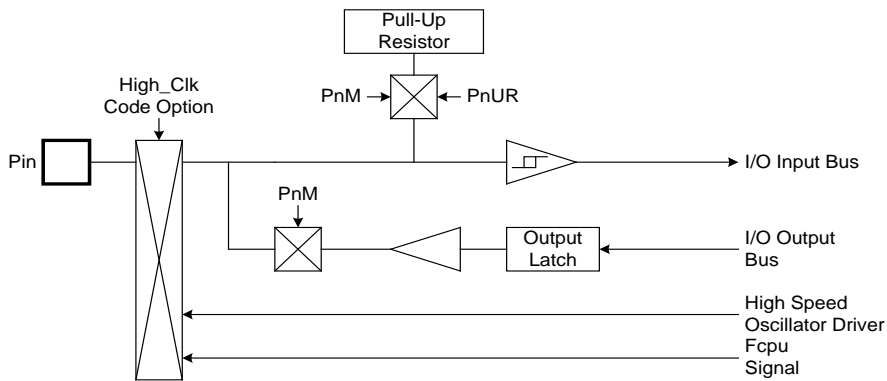 Pull-Up
Resistor
High_Clk
Code Option
PnM
PnUR
Pin
I/O Input Bus
PnM
Output
Latch
I/O Output
Bus
High Speed
Oscillator Driver
Fcpu
Signal